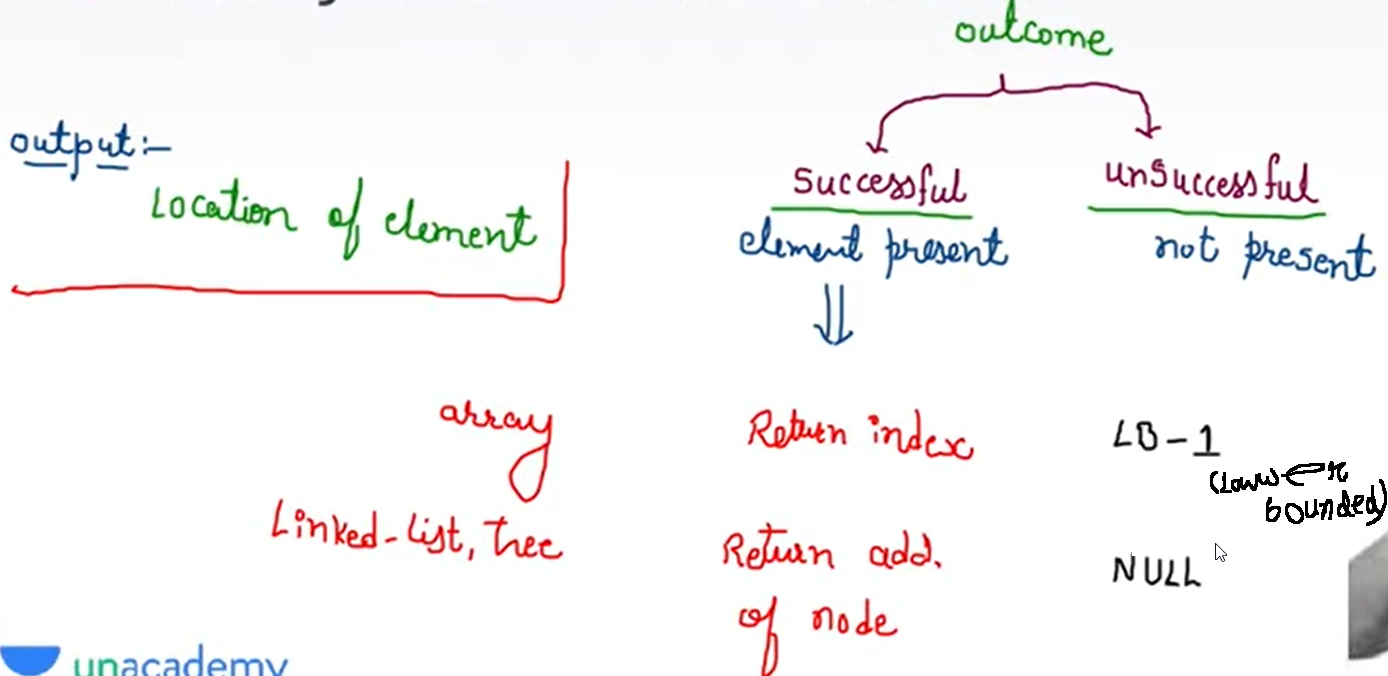 outcome
output:-
Location of element
Successful
unSuccessful
element present
not present
array
Return index
LB-1
(Lower
bounded)
Linked-list, Tree
Return add.
of node
NULL
unacademy